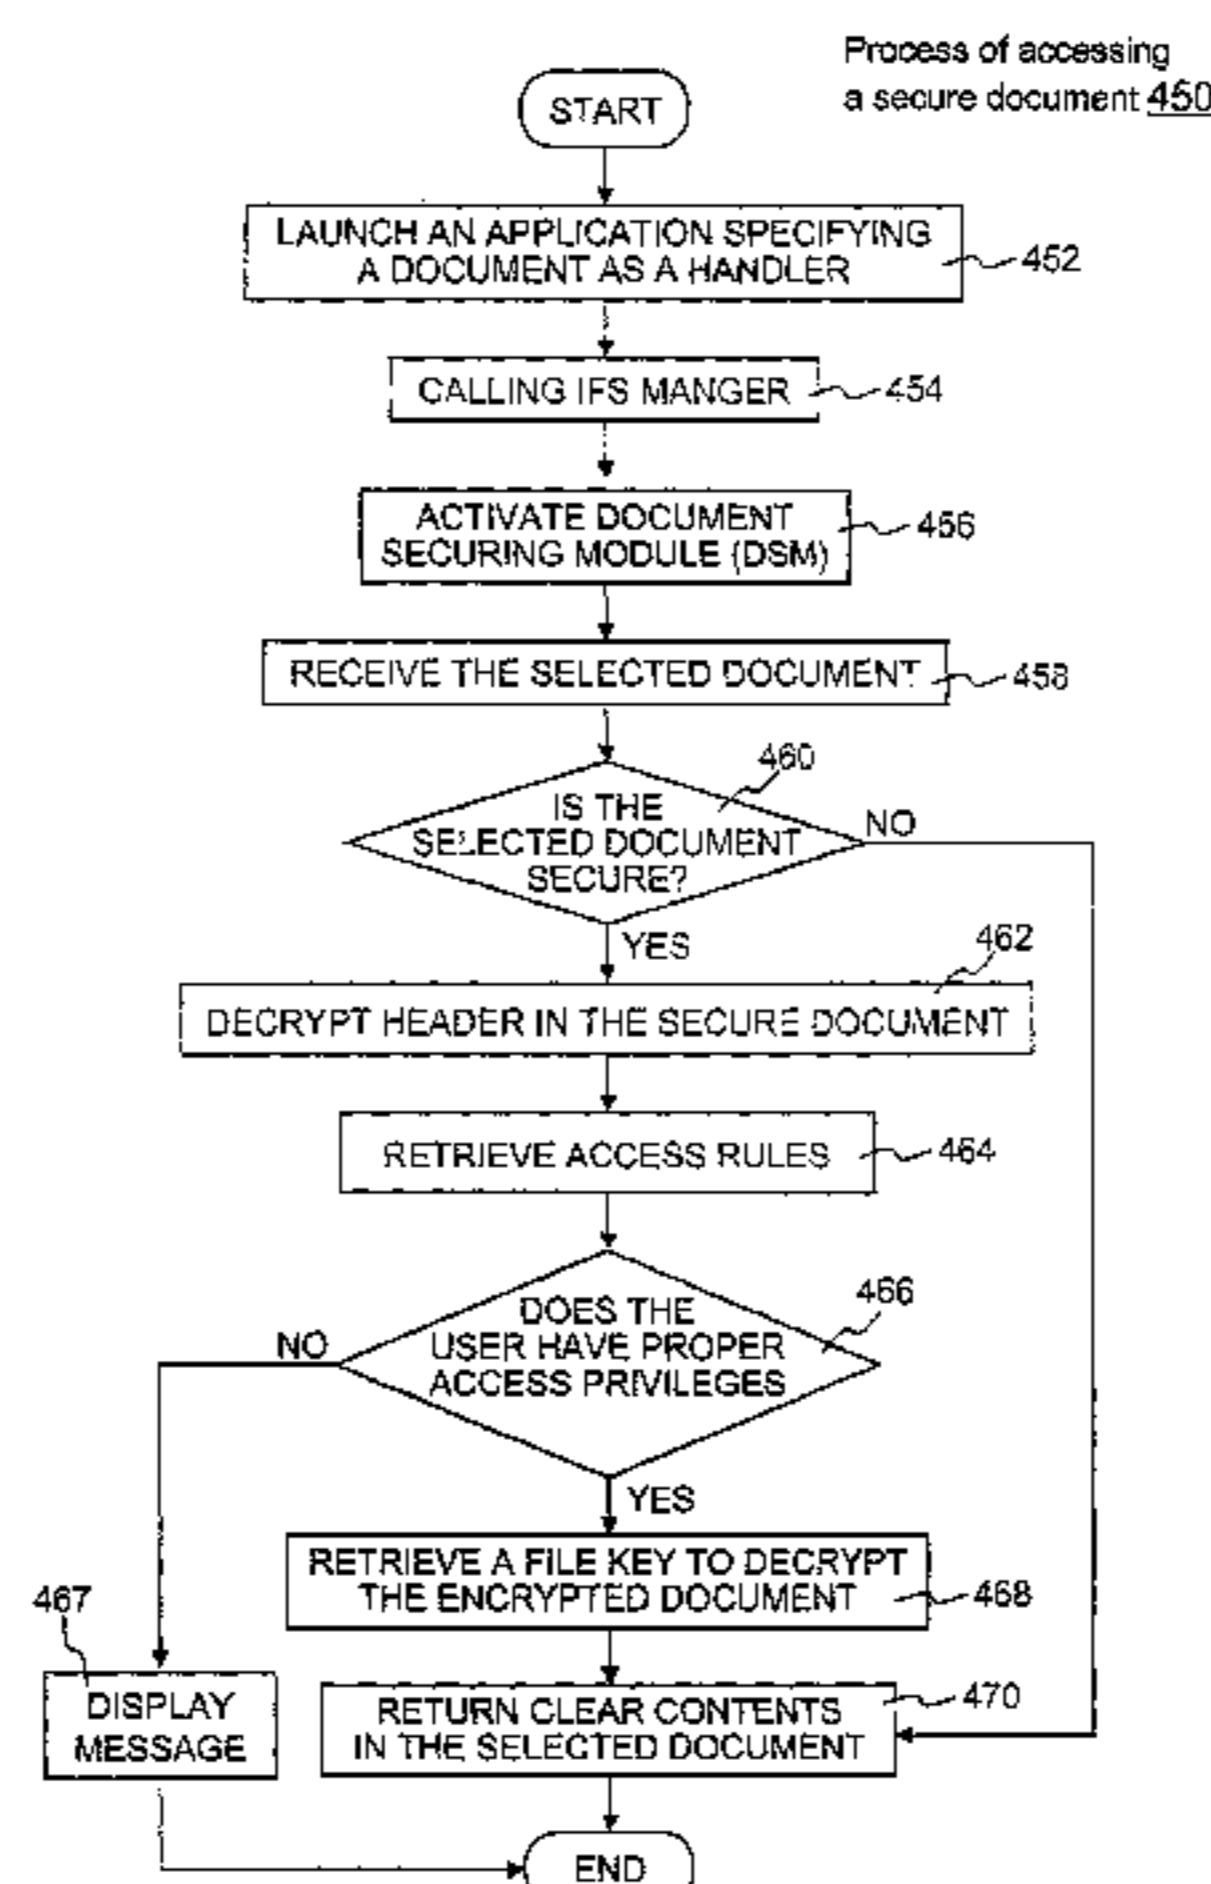 Process of accessing
a secure document 450
START
LAUNCH AN APPLICATION SPECIFYING
A DOCUMENT AS A HANDLER
452
CALLING IFS MANGER
454
ACTIVATE DOCUMENT
SECURING MODULE (DSM)
456
RECEIVE THE SELECTED DOCUMENT
458
460
IS THE
SELECTED DOCUMENT
SECURE?
NO
YES
462
DECRYPT HEADER IN THE SECURE DOCUMENT
RETRIEVE ACCESS RULES
464
466
DOES THE
USER HAVE PROPER
ACCESS PRIVILEGES
NO
YES
RETRIEVE A FILE KEY TO DECRYPT
THE ENCRYPTED DOCUMENT
468
467
DISPLAY
MESSAGE
RETURN CLEAR CONTENTS
IN THE SELECTED DOCUMENT
470
END